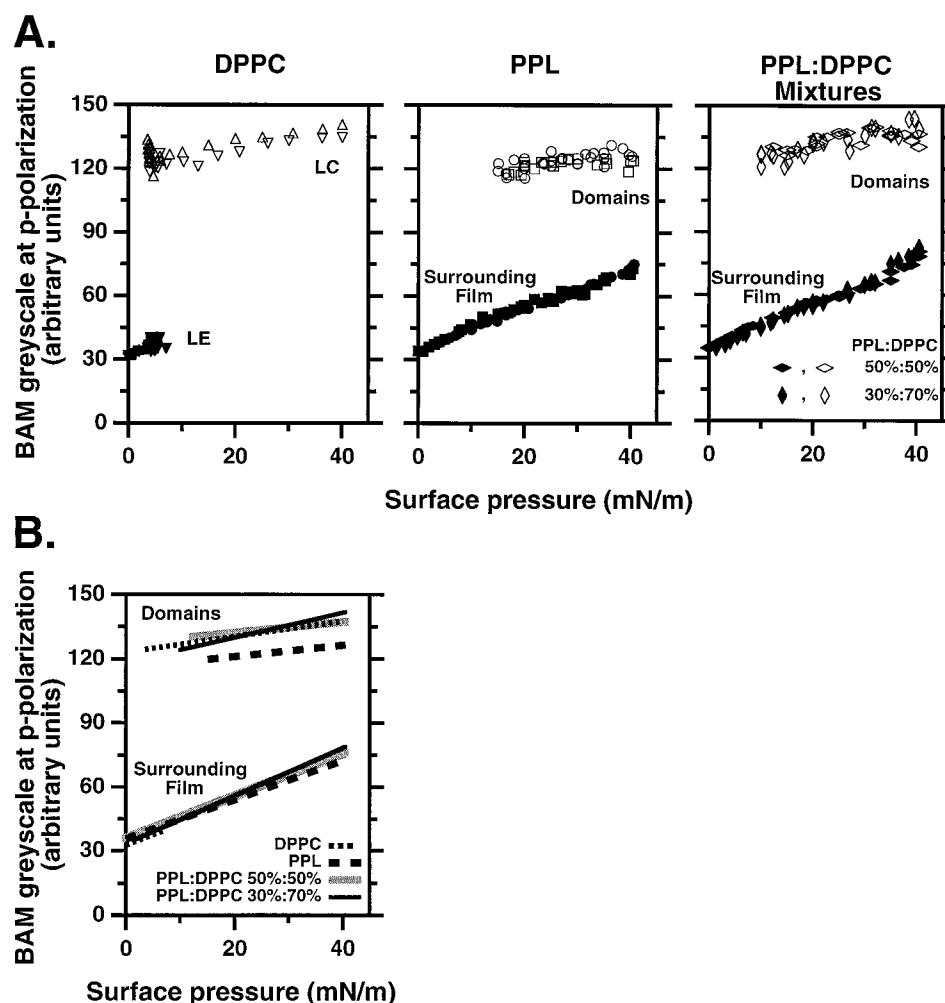 A.
DPPC
PPL
PPL:DPPC
Mixtures
BAM greyscale at p-polarization
(arbitrary units)
150
120
90
60
30
0
LC
LE
Domains
Surrounding
Film
Domains
Surrounding
Film
PPL:DPPC
, 50%:50%
, 30%:70%
0 20 40
0 20 40
0 20 40
Surface pressure (mN/m)
B.
BAM greyscale at p-polarization
(arbitrary units)
150
120
90
60
30
0
Domains
Surrounding
Film
DPPC
PPL
PPL:DPPC 50%:50%
PPL:DPPC 30%:70%
0 20 40
Surface pressure (mN/m)